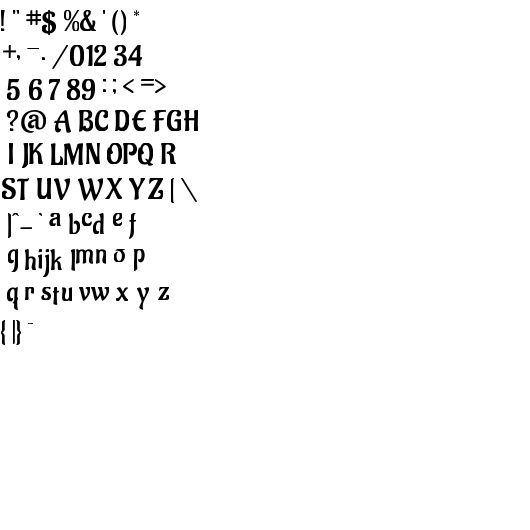 ! " # $ % & ' ( ) *
+ , - . / 0 1 2 3 4
5 6 7 8 9 : ; < = >
? @ A B C D E F G H
I J K L M N O P Q R
S T U V W X Y Z [ \
] ^ _ ` a b c d e f
g h i j k l m n o p
q r s t u v w x y z
{ | } ~